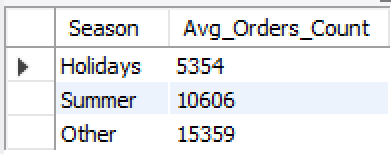 Season Avg_Orders_Count
Holidays 5354
Summer 10606
Other 15359